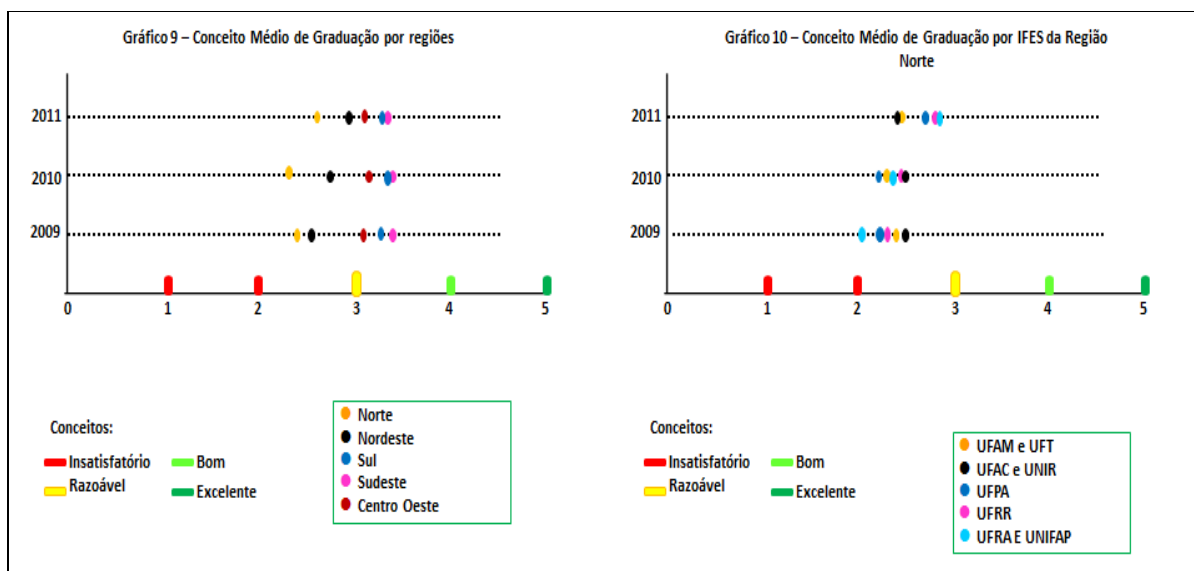 Gráfico 9 – Conceito Médio de Graduação por regiões
2011
2010
2009
0 1 2 3 4 5
Conceitos:
Insatisfatório Bom
Razoável Excelente
Norte
Nordeste
Sul
Sudeste
Centro Oeste
Gráfico 10 – Conceito Médio de Graduação por IFES da Região
Norte
2011
2010
2009
0 1 2 3 4 5
Conceitos:
Insatisfatório Bom
Razoável Excelente
UFAM e UFT
UFAC e UNIR
UFPA
UFRR
UFRA E UNIFAP